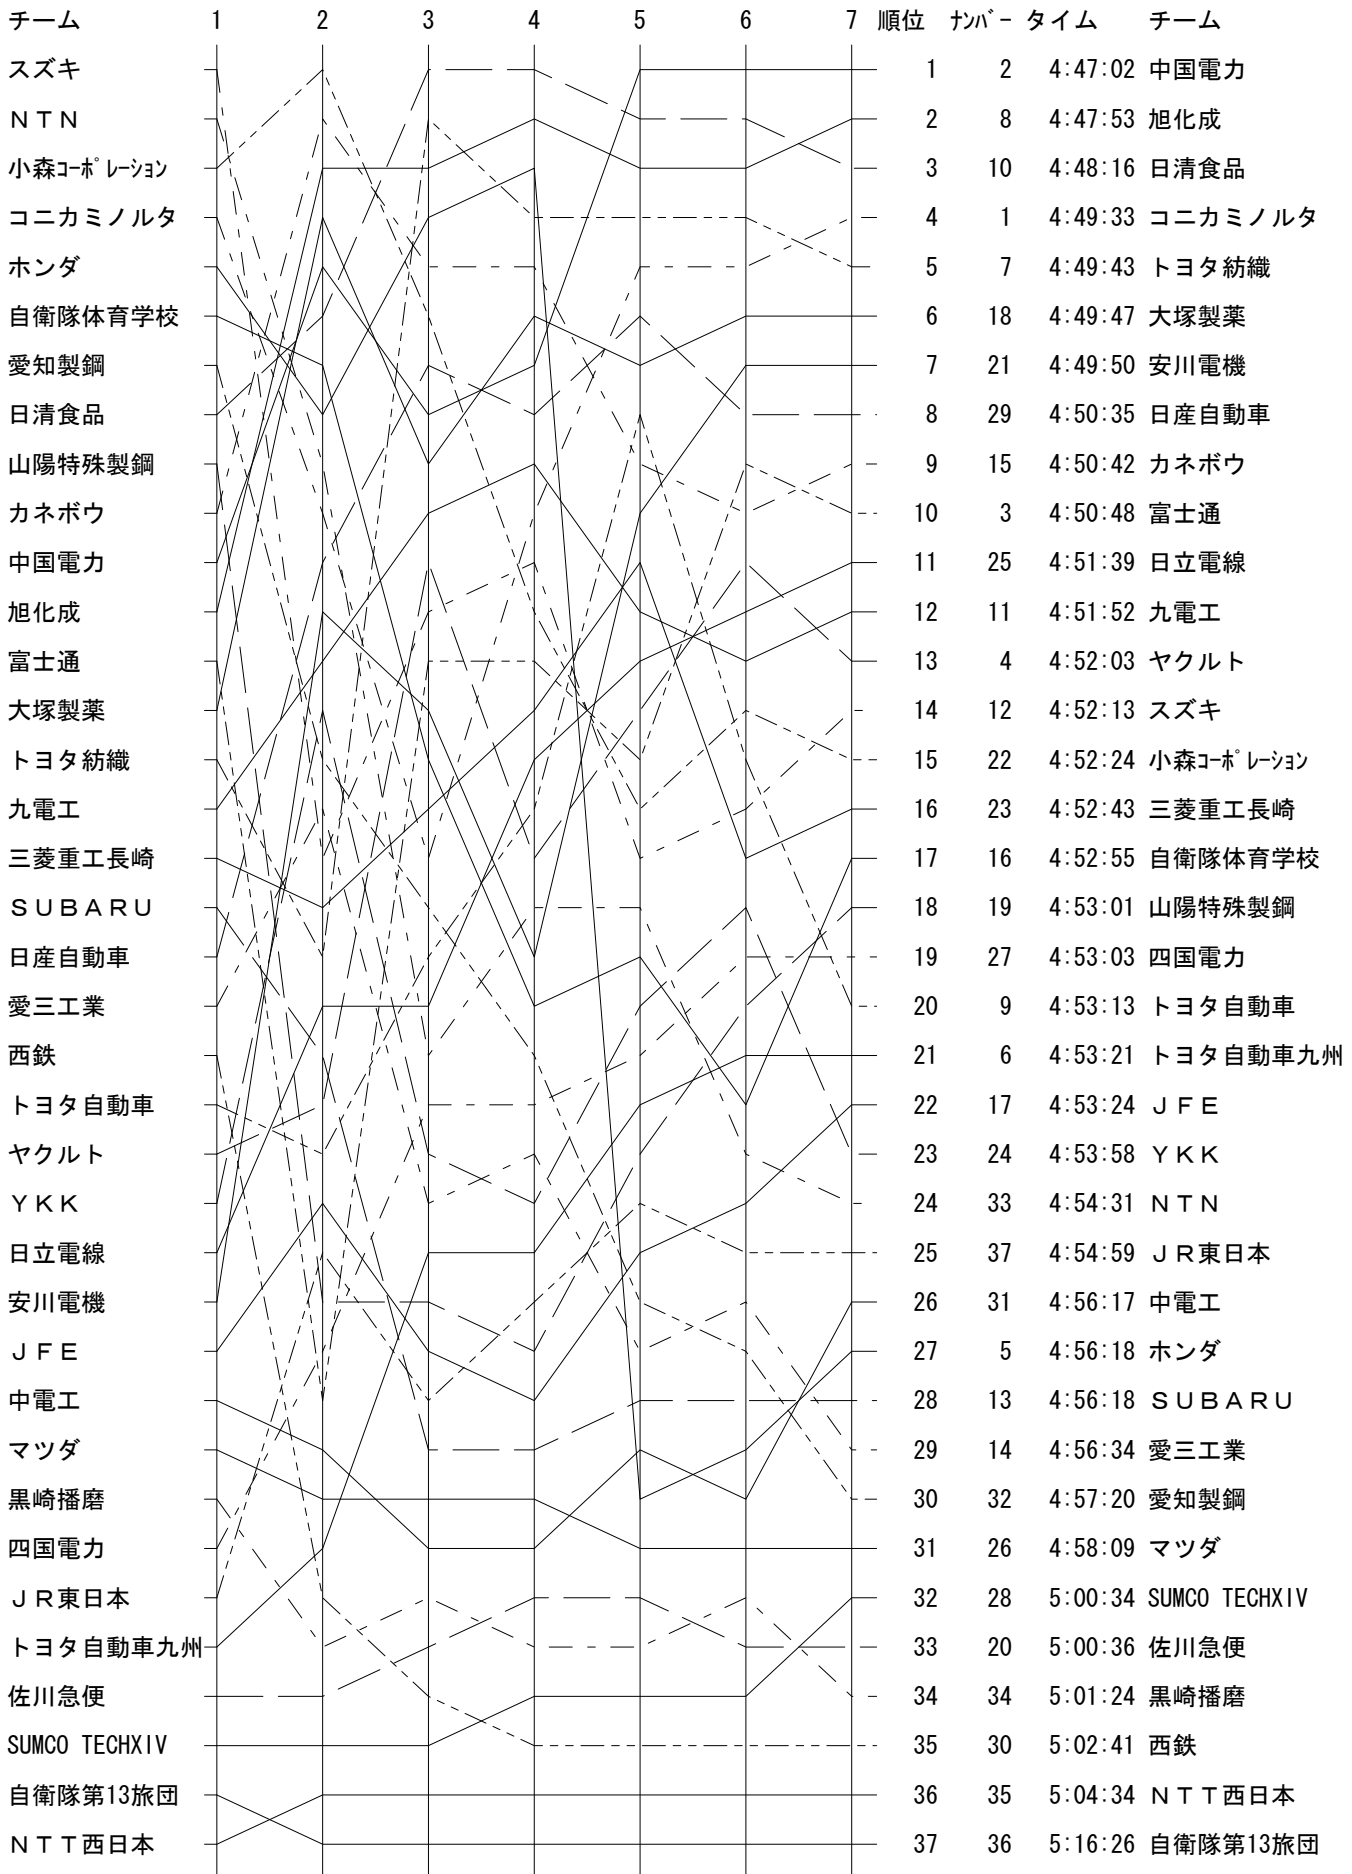 チーム 1 2 3 4 5 6 7 順位 ﾅﾝﾊﾞｰ タイム チーム
スズキ 1 2 4:47:02 中国電力
ＮＴＮ 2 8 4:47:53 旭化成
小森ｺｰﾎﾟﾚｰｼｮﾝ 3 10 4:48:16 日清食品
コニカミノルタ 4 1 4:49:33 コニカミノルタ
ホンダ 5 7 4:49:43 トヨタ紡織
自衛隊体育学校 6 18 4:49:47 大塚製薬
愛知製鋼 7 21 4:49:50 安川電機
日清食品 8 29 4:50:35 日産自動車
山陽特殊製鋼 9 15 4:50:42 カネボウ
カネボウ 10 3 4:50:48 富士通
中国電力 11 25 4:51:39 日立電線
旭化成 12 11 4:51:52 九電工
富士通 13 4 4:52:03 ヤクルト
大塚製薬 14 12 4:52:13 スズキ
トヨタ紡織 15 22 4:52:24 小森ｺｰﾎﾟﾚｰｼｮﾝ
九電工 16 23 4:52:43 三菱重工長崎
三菱重工長崎 17 16 4:52:55 自衛隊体育学校
ＳＵＢＡＲＵ 18 19 4:53:01 山陽特殊製鋼
日産自動車 19 27 4:53:03 四国電力
愛三工業 20 9 4:53:13 トヨタ自動車
西鉄 21 6 4:53:21 トヨタ自動車九州
トヨタ自動車 22 17 4:53:24 ＪＦＥ
ヤクルト 23 24 4:53:58 ＹＫＫ
ＹＫＫ 24 33 4:54:31 ＮＴＮ
日立電線 25 37 4:54:59 ＪＲ東日本
安川電機 26 31 4:56:17 中電工
ＪＦＥ 27 5 4:56:18 ホンダ
中電工 28 13 4:56:18 ＳＵＢＡＲＵ
マツダ 29 14 4:56:34 愛三工業
黒崎播磨 30 32 4:57:20 愛知製鋼
四国電力 31 26 4:58:09 マツダ
ＪＲ東日本 32 28 5:00:34 SUMCO TECHXIV
トヨタ自動車九州 33 20 5:00:36 佐川急便
佐川急便 34 34 5:01:24 黒崎播磨
SUMCO TECHXIV 35 30 5:02:41 西鉄
自衛隊第13旅団 36 35 5:04:34 ＮＴＴ西日本
ＮＴＴ西日本 37 36 5:16:26 自衛隊第13旅団